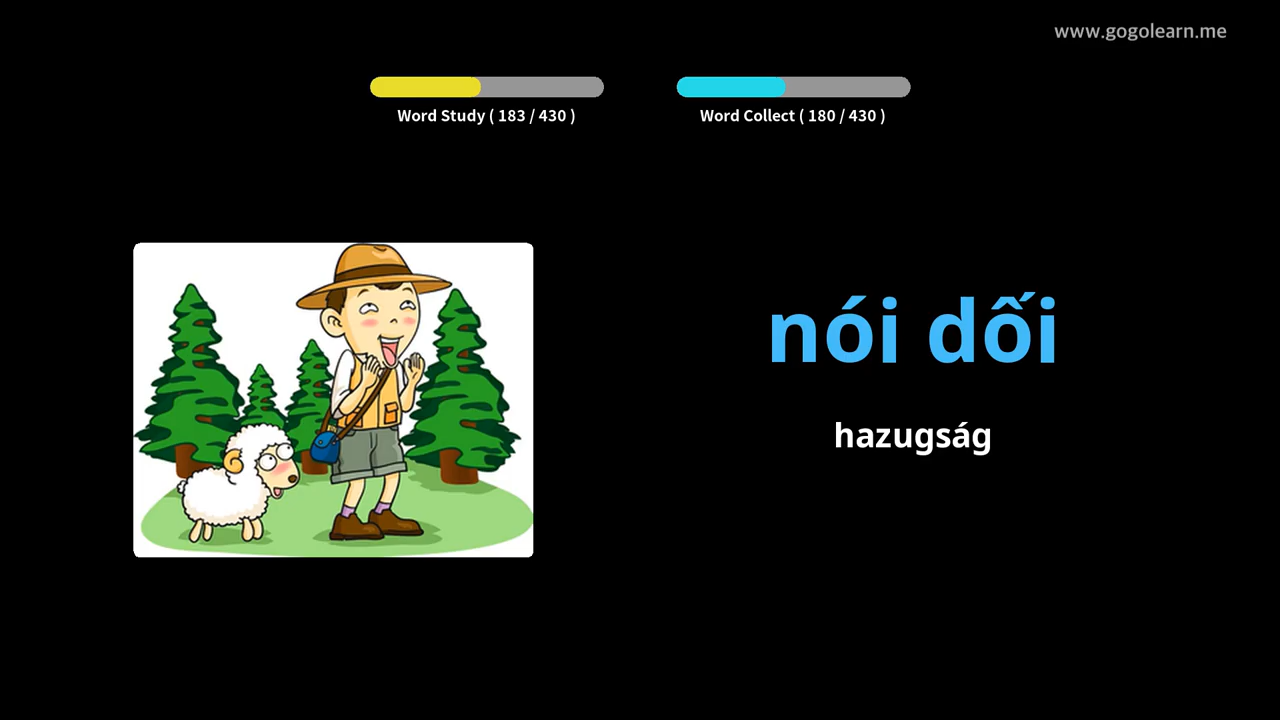 www.gogolearn.me
Word Study ( 183 / 430 )
Word Collect ( 180 / 430 )
nói dối
hazugság